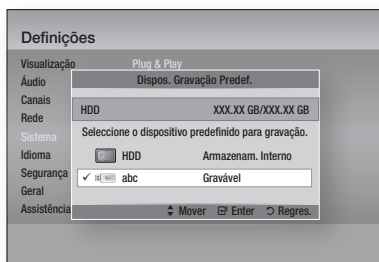 Definições
Visualização
Plug & Play
Áudio
Canais
Rede
Sistema
Idioma
Segurança
Geral
Assistência
Dispos. Gravação Predef.
HDD XXX.XX GB/XXX.XX GB
Seleccione o dispositivo predefinido para gravação.
HDD Armazenam. Interno
abc Gravável
Mover Enter Regres.